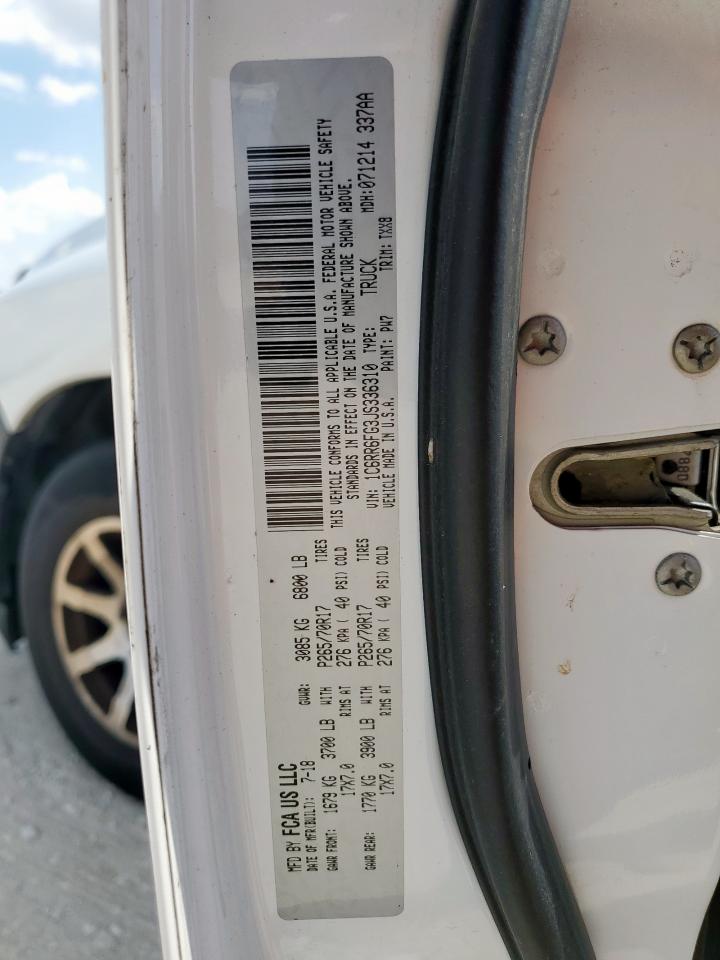 MFD BY FCA US LLC
DATE OF MFR(BUILT): 7-18 GVWR: 3085 KG 6800 LB
GAWR FRONT: 1679 KG 3700 LB WITH P265/70R17 TIRES
17X7.0 RIMS AT 276 KPA ( 40 PSI) COLD
GAWR REAR: 1770 KG 3900 LB WITH P265/70R17 TIRES
17X7.0 RIMS AT 276 KPA ( 40 PSI) COLD
THIS VEHICLE CONFORMS TO ALL APPLICABLE U.S.A. FEDERAL MOTOR VEHICLE SAFETY
STANDARDS IN EFFECT ON THE DATE OF MANUFACTURE SHOWN ABOVE.
VIN: 1C6RR6FG3JS336310 TYPE: TRUCK MDH:071214 337AA
VEHICLE MADE IN U.S.A. PAINT: PW7 TRIM: TXX8